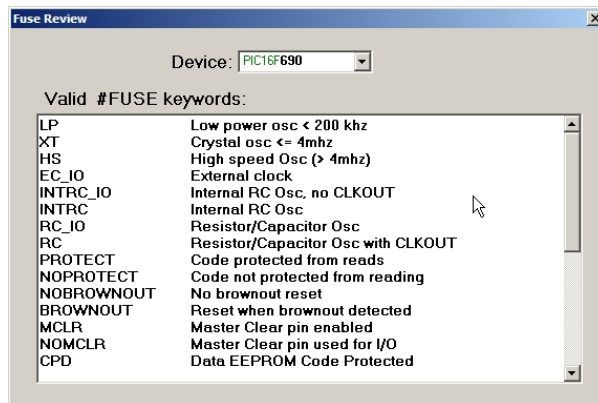 Fuse Review
Device: PIC16F690
Valid #FUSE keywords:
LP Low power osc < 200 khz
XT Crystal osc <= 4mhz
HS High speed Osc (> 4mhz)
EC_IO External clock
INTRC_IO Internal RC Osc, no CLKOUT
INTRC Internal RC Osc
RC_IO Resistor/Capacitor Osc
RC Resistor/Capacitor Osc with CLKOUT
PROTECT Code protected from reads
NOPROTECT Code not protected from reading
NOBROWNOUT No brownout reset
BROWNOUT Reset when brownout detected
MCLR Master Clear pin enabled
NOMCLR Master Clear pin used for I/O
CPD Data EEPROM Code Protected